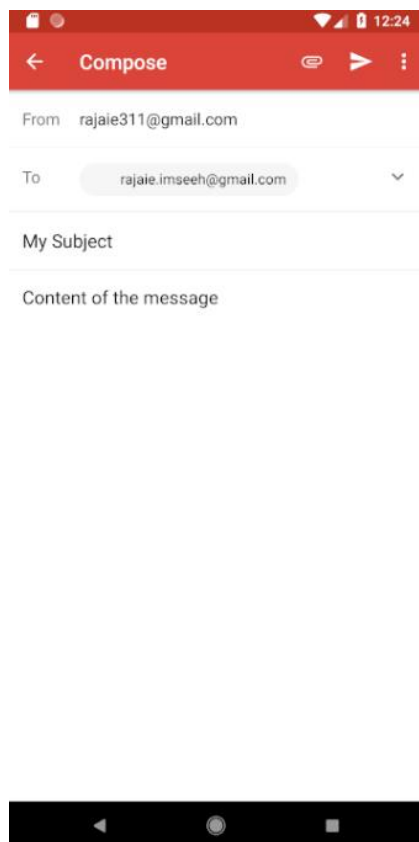 12:24
Compose
From rajaie311@gmail.com
To rajaie.imseeh@gmail.com
My Subject
Content of the message